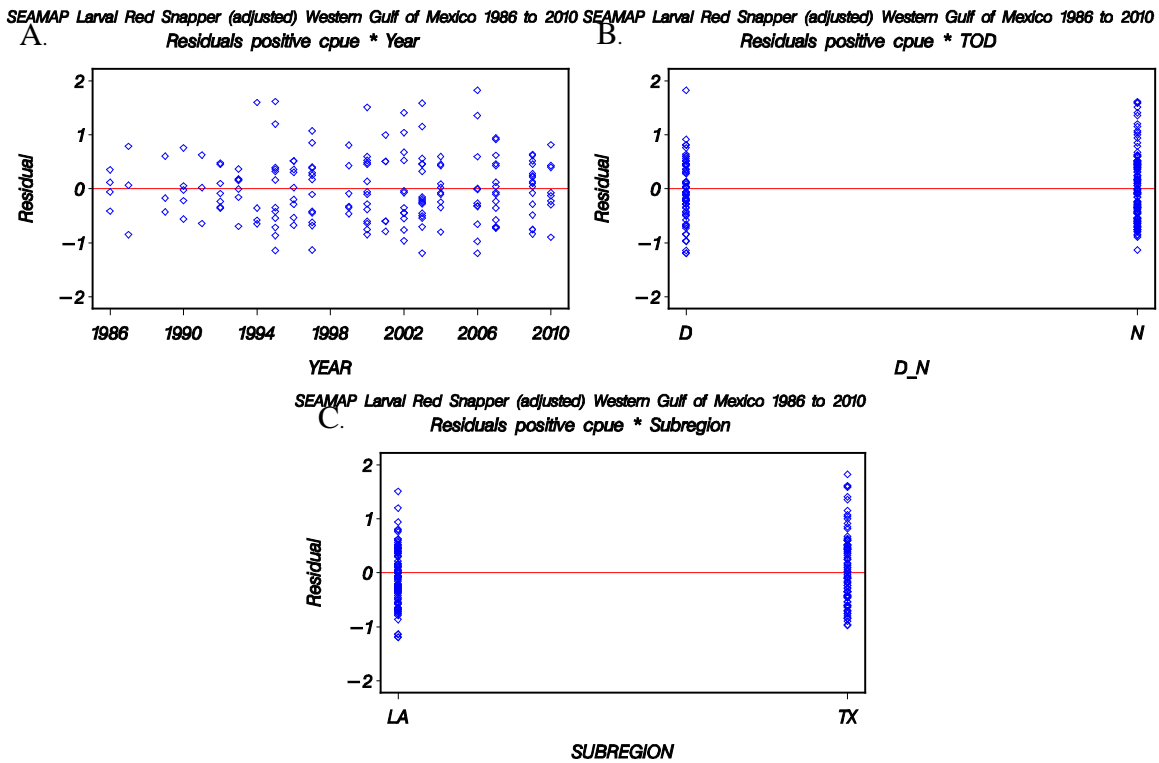 SEAMAP Larval Red Snapper (adjusted) Western Gulf of Mexico 1986 to 2010
A.
Residuals positive cpue * Year
2
1
0
−1
−2
Residual
1986 1990 1994 1998 2002 2006 2010
YEAR
SEAMAP Larval Red Snapper (adjusted) Western Gulf of Mexico 1986 to 2010
B.
Residuals positive cpue * TOD
2
1
0
−1
−2
Residual
D N
D_N
SEAMAP Larval Red Snapper (adjusted) Western Gulf of Mexico 1986 to 2010
C.
Residuals positive cpue * Subregion
2
1
0
−1
−2
Residual
LA TX
SUBREGION